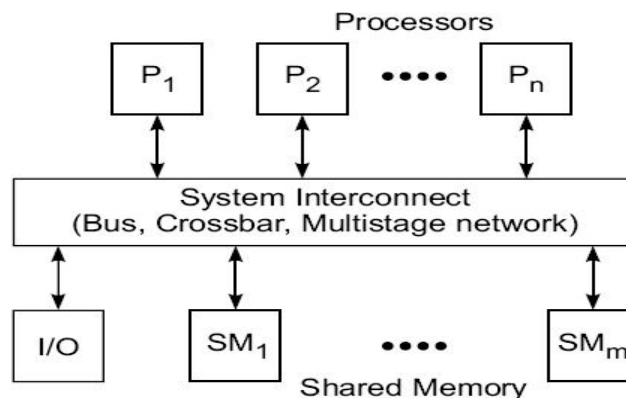 Processors
P1 P2 •••• Pn
System Interconnect
(Bus, Crossbar, Multistage network)
I/O SM1 •••• SMm
Shared Memory